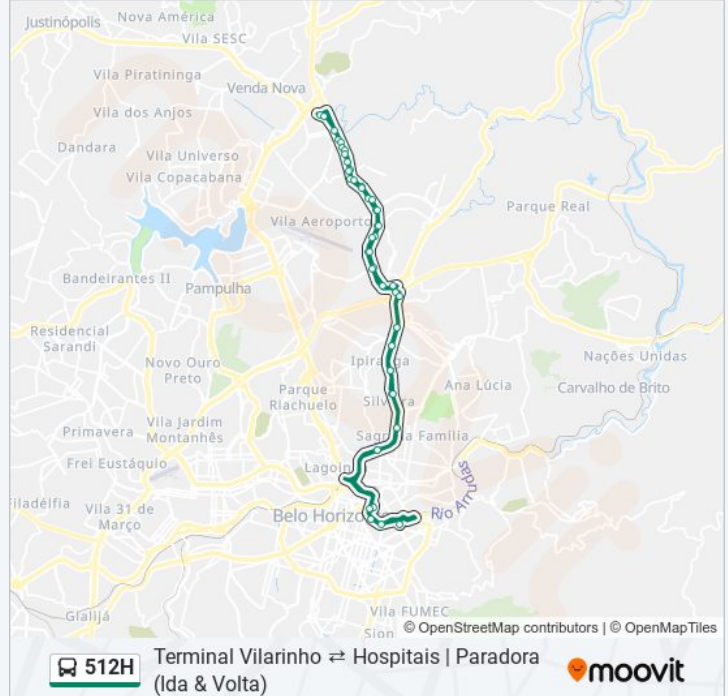 Nova América
Justinópolis
Vila SESC
Vila Piratininga
Venda Nova
Vila dos Anjos
Dandara
Vila Universo
Vila Copacabana
Parque Real
Vila Aeroporto
Bandeirantes II
Pampulha
Residencial
Sarandi
Novo Ouro
Preto
Ipiranga
Nações Unidas
Parque
Riachuelo
Ana Lúcia
Carvalho de Brito
Silveira
Vila Jardim
Montanhês
Primavera
Sagrada Família
Frei Eustáquio
Lagoin
Rio Arrudas
Filadélfia
Vila 31 de
Março
Belo Horizo
Glalijá
Vila FUMEC
Sion
© OpenStreetMap contributors | © OpenMapTiles
512H
Terminal Vilarinho ⇄ Hospitais | Paradora
(Ida & Volta)
moovit